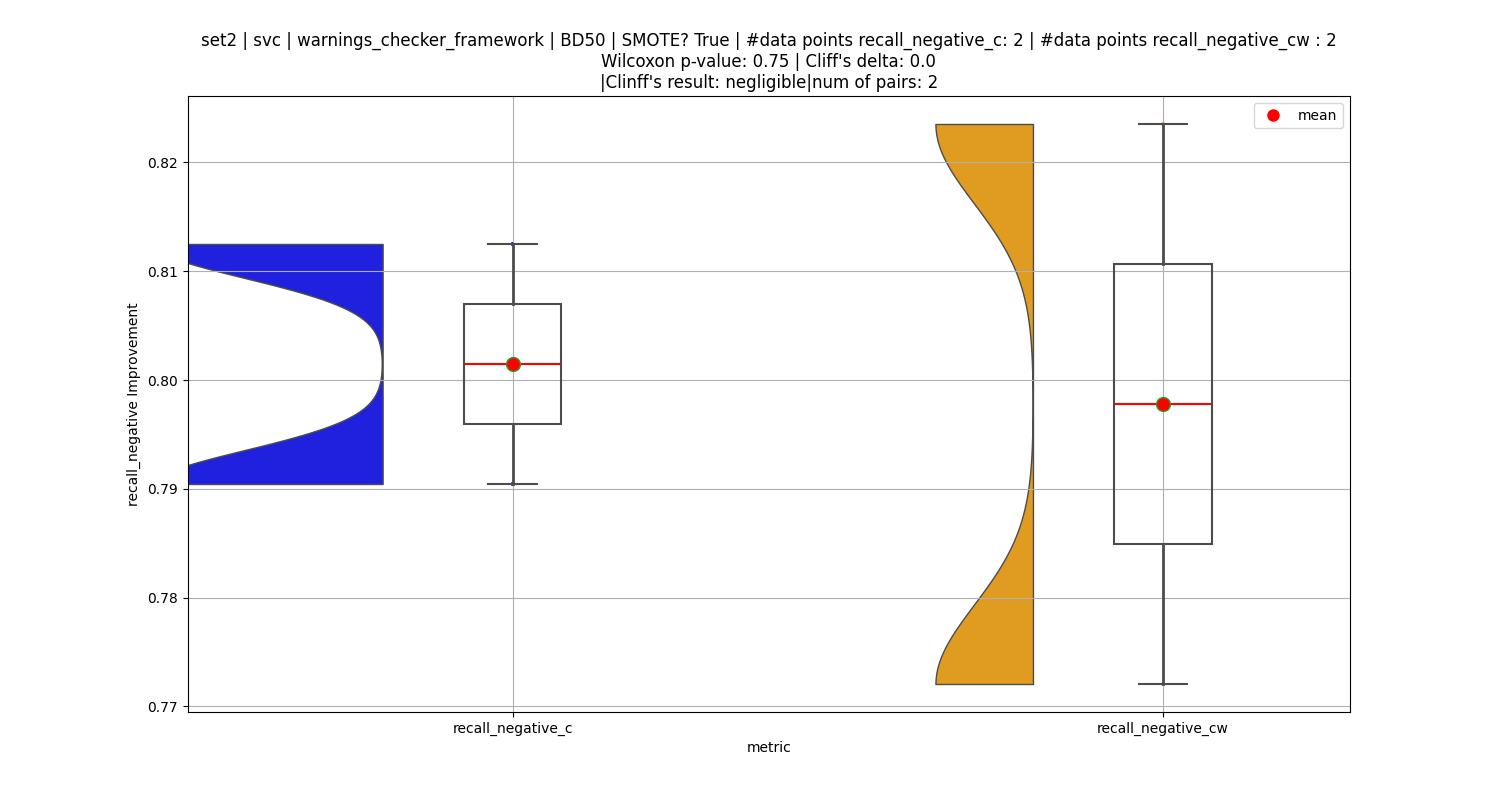 set2 | svc | warnings_checker_framework | BD50 | SMOTE? True | #data points recall_negative_c: 2 | #data points recall_negative_cw : 2
Wilcoxon p-value: 0.75 | Cliff's delta: 0.0
|Clinff's result: negligible|num of pairs: 2
mean
0.82
0.81
0.80
0.79
0.78
0.77
recall_negative Improvement
recall_negative_c
recall_negative_cw
metric